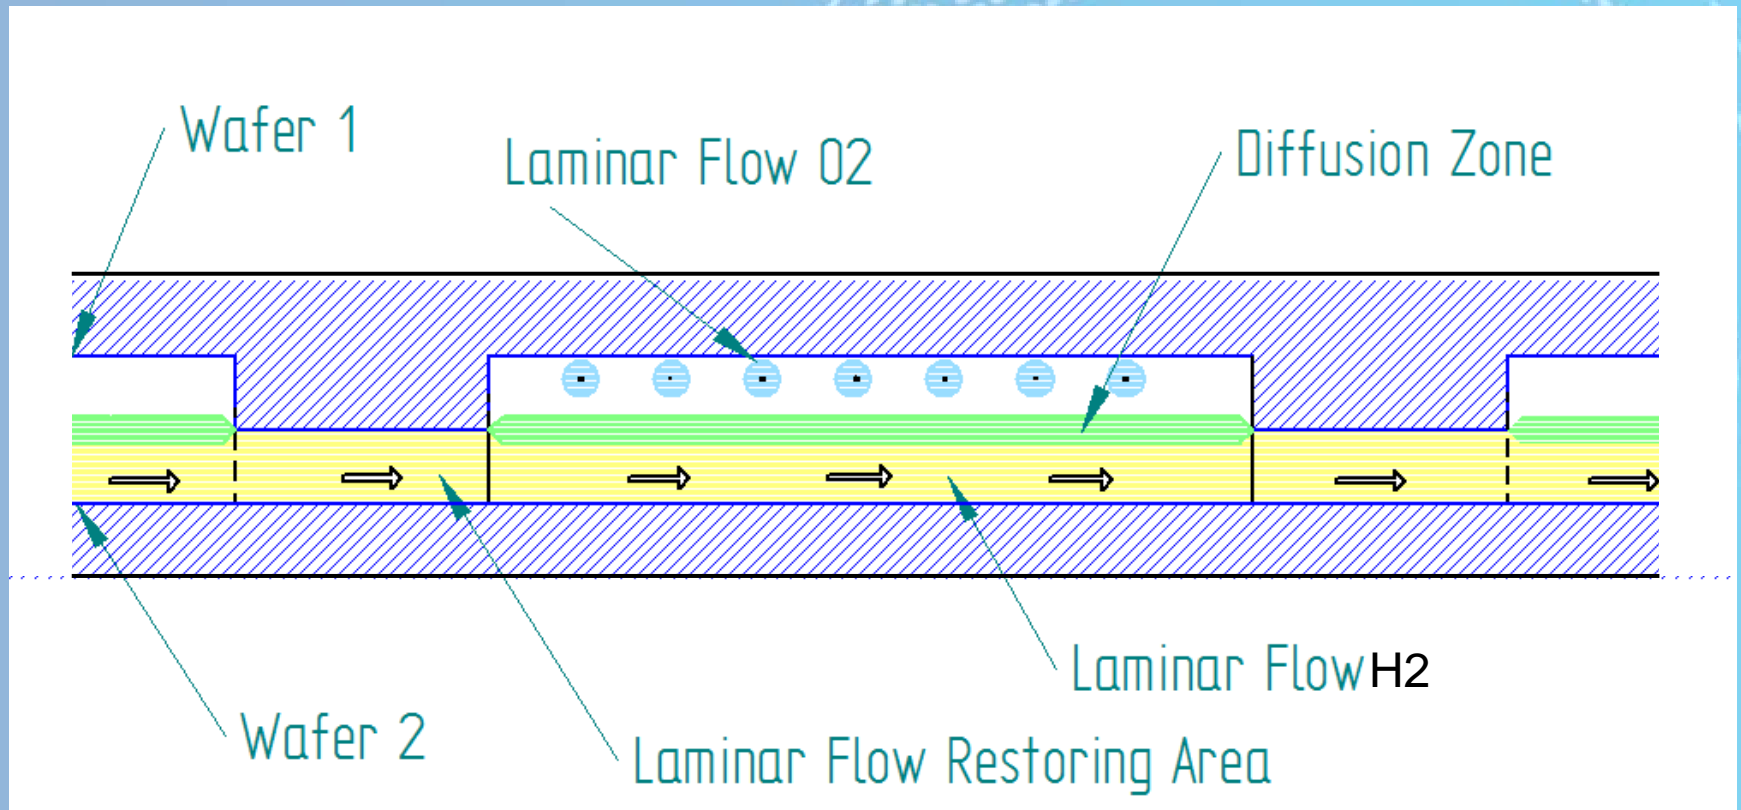 Wafer 1
Laminar Flow O2
Diffusion Zone
Laminar Flow H2
Wafer 2
Laminar Flow Restoring Area